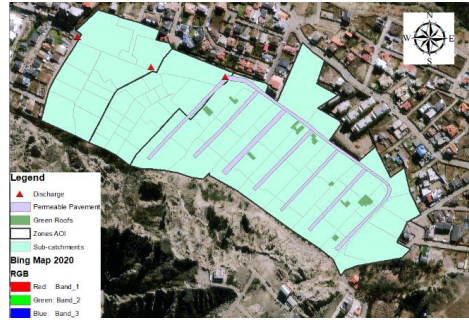 N
W E
S
Legend
Discharge
Permeable Pavement
Green Roofs
Zones AOI
Sub-catchments
Bing Map 2020
RGB
Red: Band_1
Green: Band_2
Blue: Band_3